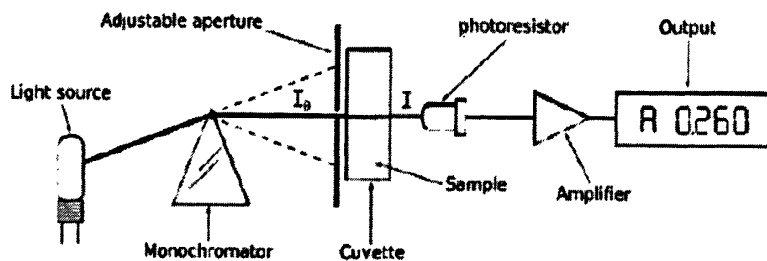 Adjustable aperture
photoresistor
Output
Light source
I₀
I
A 0.260
Sample
Amplifier
Monochromator
Cuvette